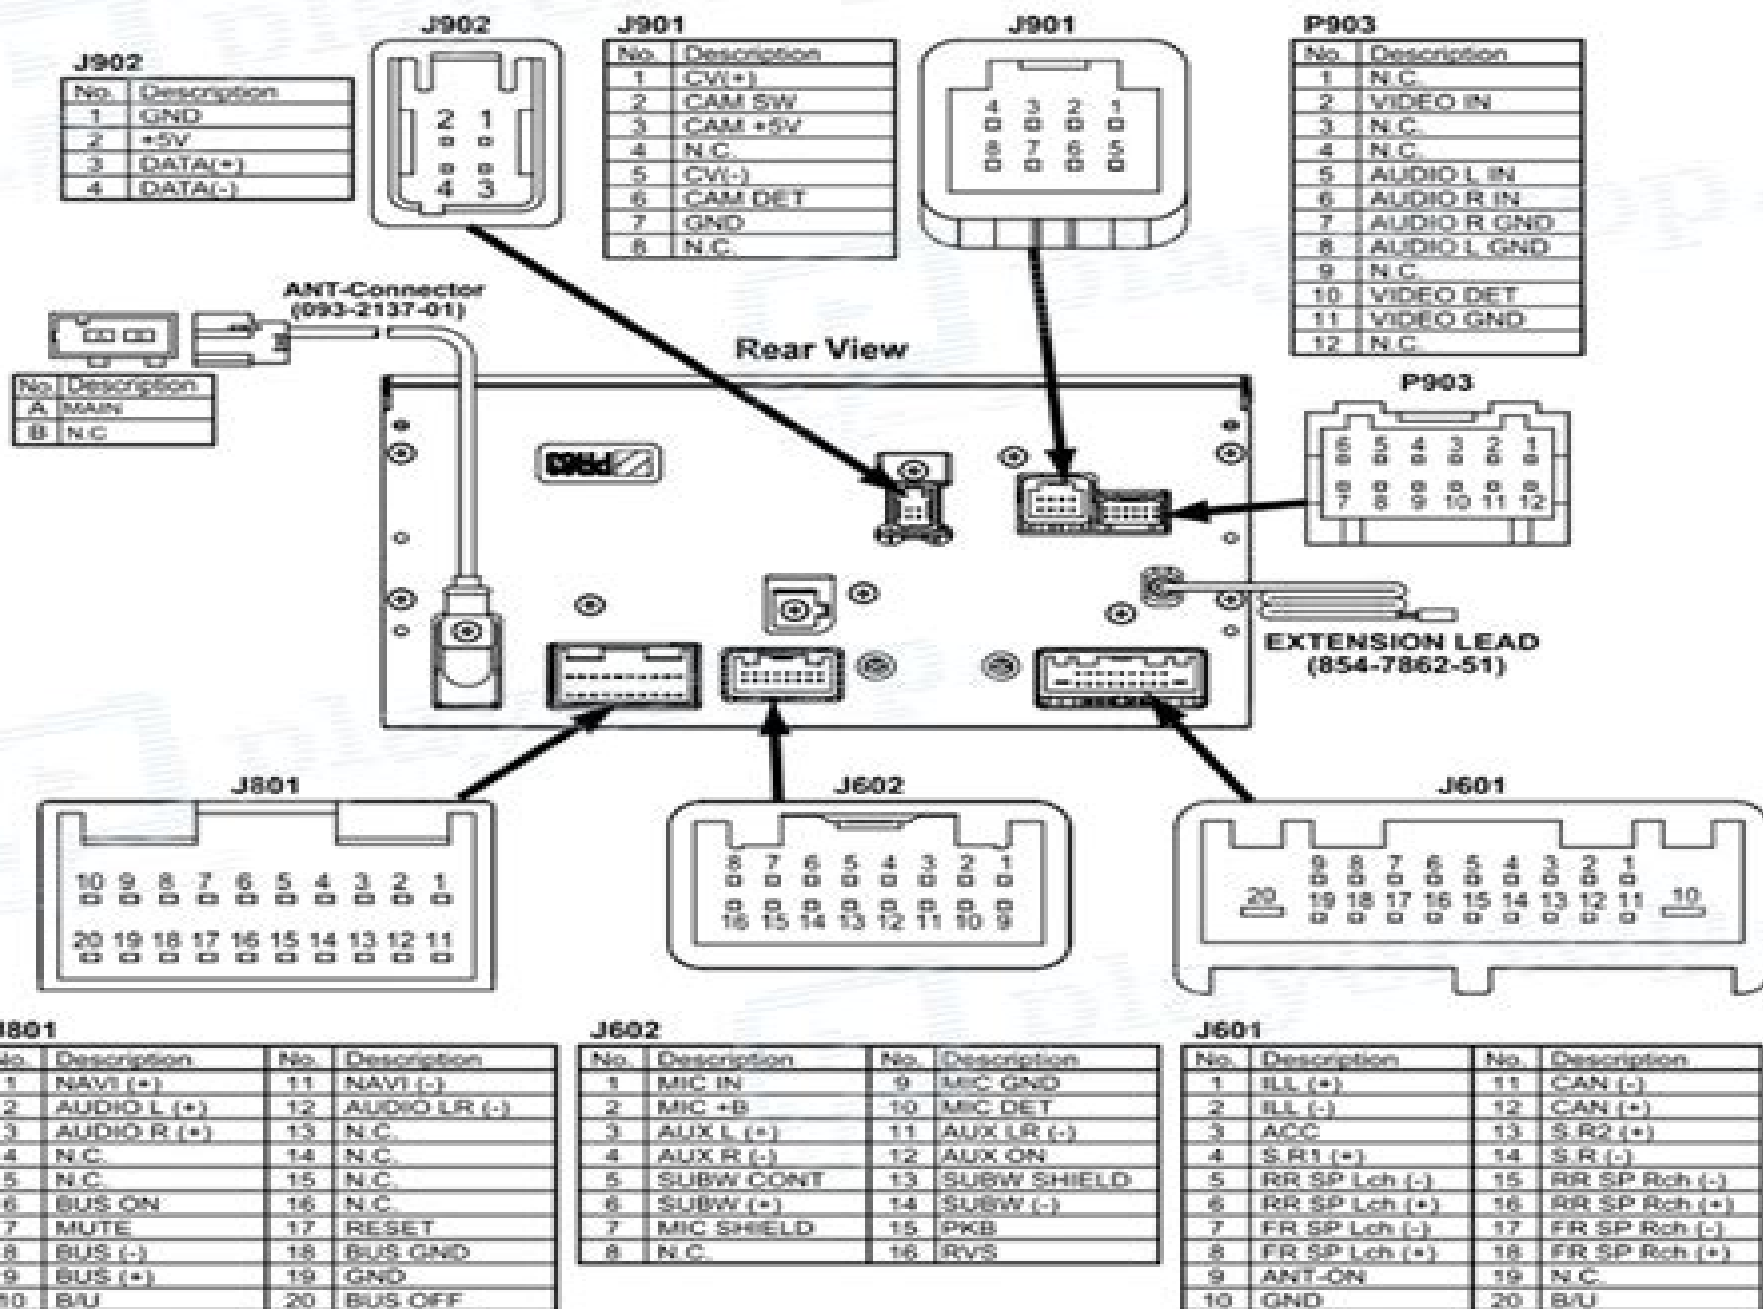 J902
No. Description
1 GND
2 +5V
3 DATA(+)
4 DATA(-)
J902
2 1
4 3
J901
No. Description
1 CV(+)
2 CAM SW
3 CAM +5V
4 N.C.
5 CV(-)
6 CAM DET
7 GND
8 N.C.
J901
4 3 2 1
8 7 6 5
P903
No. Description
1 N.C.
2 VIDEO IN
3 N.C.
4 N.C.
5 AUDIO L IN
6 AUDIO R IN
7 AUDIO R GND
8 AUDIO L GND
9 N.C.
10 VIDEO DET
11 VIDEO GND
12 N.C.
ANT-Connector
(093-2137-01)
No. Description
A MAIN
B N.C
Rear View
P903
6 5 4 3 2 1
7 8 9 10 11 12
EXTENSION LEAD
(854-7862-51)
J801
10 9 8 7 6 5 4 3 2 1
20 19 18 17 16 15 14 13 12 11
J602
8 7 6 5 4 3 2 1
16 15 14 13 12 11 10 9
J601
9 8 7 6 5 4 3 2 1
20 19 18 17 16 15 14 13 12 11 10
J801
No. Description No. Description
1 NAVI (+) 11 NAVI (-)
2 AUDIO L (+) 12 AUDIO LR (-)
3 AUDIO R (+) 13 N.C.
4 N.C. 14 N.C.
5 N.C. 15 N.C.
6 BUS ON 16 N.C.
7 MUTE 17 RESET
8 BUS (-) 18 BUS GND
9 BUS (+) 19 GND
10 B/U 20 BUS OFF
J602
No. Description No. Description
1 MIC IN 9 MIC GND
2 MIC +B 10 MIC DET
3 AUX L (+) 11 AUX LR (-)
4 AUX R (-) 12 AUX ON
5 SUBW CONT 13 SUBW SHIELD
6 SUBW (+) 14 SUBW (-)
7 MIC SHIELD 15 PKB
8 N.C. 16 RVS
J601
No. Description No. Description
1 ILL (+) 11 CAN (-)
2 ILL (-) 12 CAN (+)
3 ACC 13 S.R2 (+)
4 S.R1 (+) 14 S.R (-)
5 RR SP Lch (-) 15 RR SP Rch (-)
6 RR SP Lch (+) 16 RR SP Rch (+)
7 FR SP Lch (-) 17 FR SP Rch (-)
8 FR SP Lch (+) 18 FR SP Rch (+)
9 ANT-ON 19 N.C.
10 GND 20 B/U